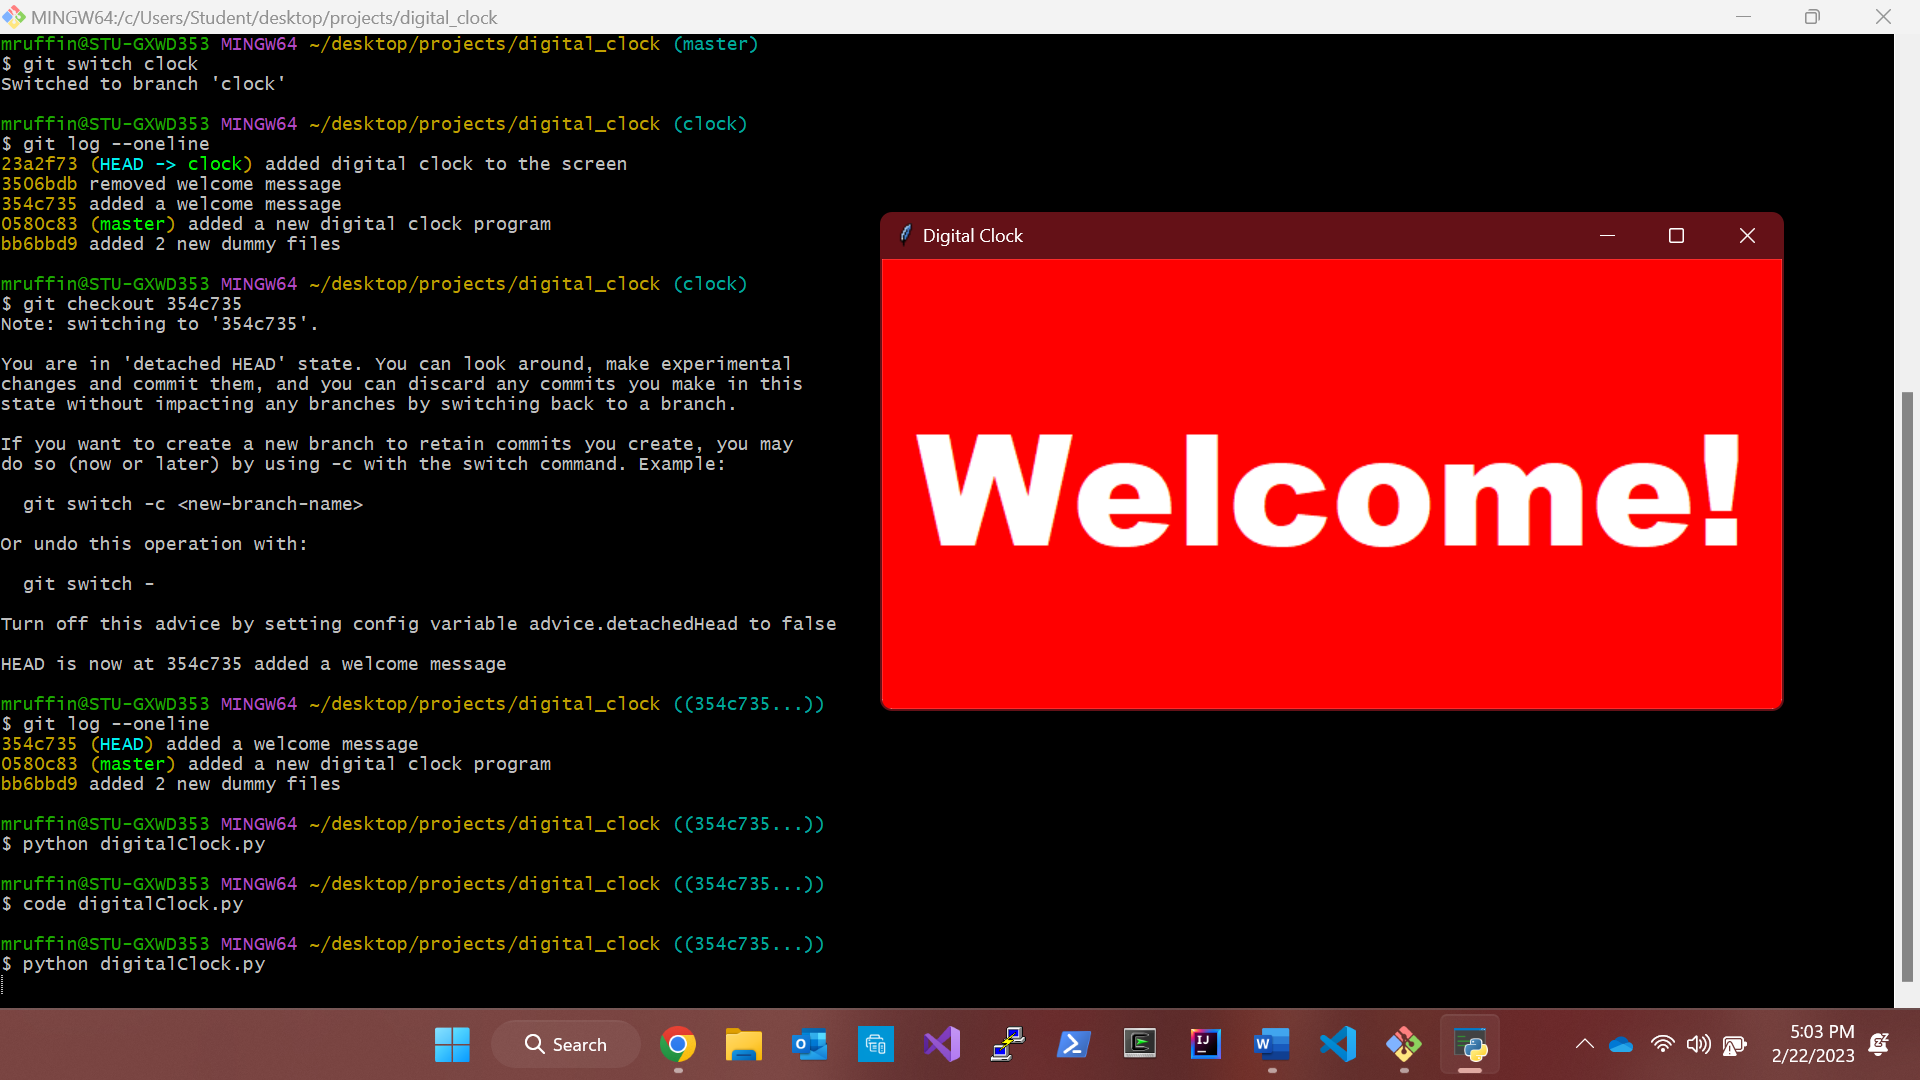 MINGW64:/c/Users/Student/desktop/projects/digital_clock
mruffin@STU-GXWD353 MINGW64 ~/desktop/projects/digital_clock (master)
$ git switch clock
Switched to branch 'clock'
mruffin@STU-GXWD353 MINGW64 ~/desktop/projects/digital_clock (clock)
$ git log --oneline
23a2f73 (HEAD -> clock) added digital clock to the screen
3506bdb removed welcome message
354c735 added a welcome message
0580c83 (master) added a new digital clock program
bb6bbd9 added 2 new dummy files
mruffin@STU-GXWD353 MINGW64 ~/desktop/projects/digital_clock (clock)
$ git checkout 354c735
Note: switching to '354c735'.
You are in 'detached HEAD' state. You can look around, make experimental
changes and commit them, and you can discard any commits you make in this
state without impacting any branches by switching back to a branch.
If you want to create a new branch to retain commits you create, you may
do so (now or later) by using -c with the switch command. Example:
git switch -c <new-branch-name>
Or undo this operation with:
git switch -
Turn off this advice by setting config variable advice.detachedHead to false
HEAD is now at 354c735 added a welcome message
mruffin@STU-GXWD353 MINGW64 ~/desktop/projects/digital_clock ((354c735...))
$ git log --oneline
354c735 (HEAD) added a welcome message
0580c83 (master) added a new digital clock program
bb6bbd9 added 2 new dummy files
mruffin@STU-GXWD353 MINGW64 ~/desktop/projects/digital_clock ((354c735...))
$ python digitalClock.py
mruffin@STU-GXWD353 MINGW64 ~/desktop/projects/digital_clock ((354c735...))
$ code digitalClock.py
mruffin@STU-GXWD353 MINGW64 ~/desktop/projects/digital_clock ((354c735...))
$ python digitalClock.py
Digital Clock
Welcome!
Search
5:03 PM
2/22/2023